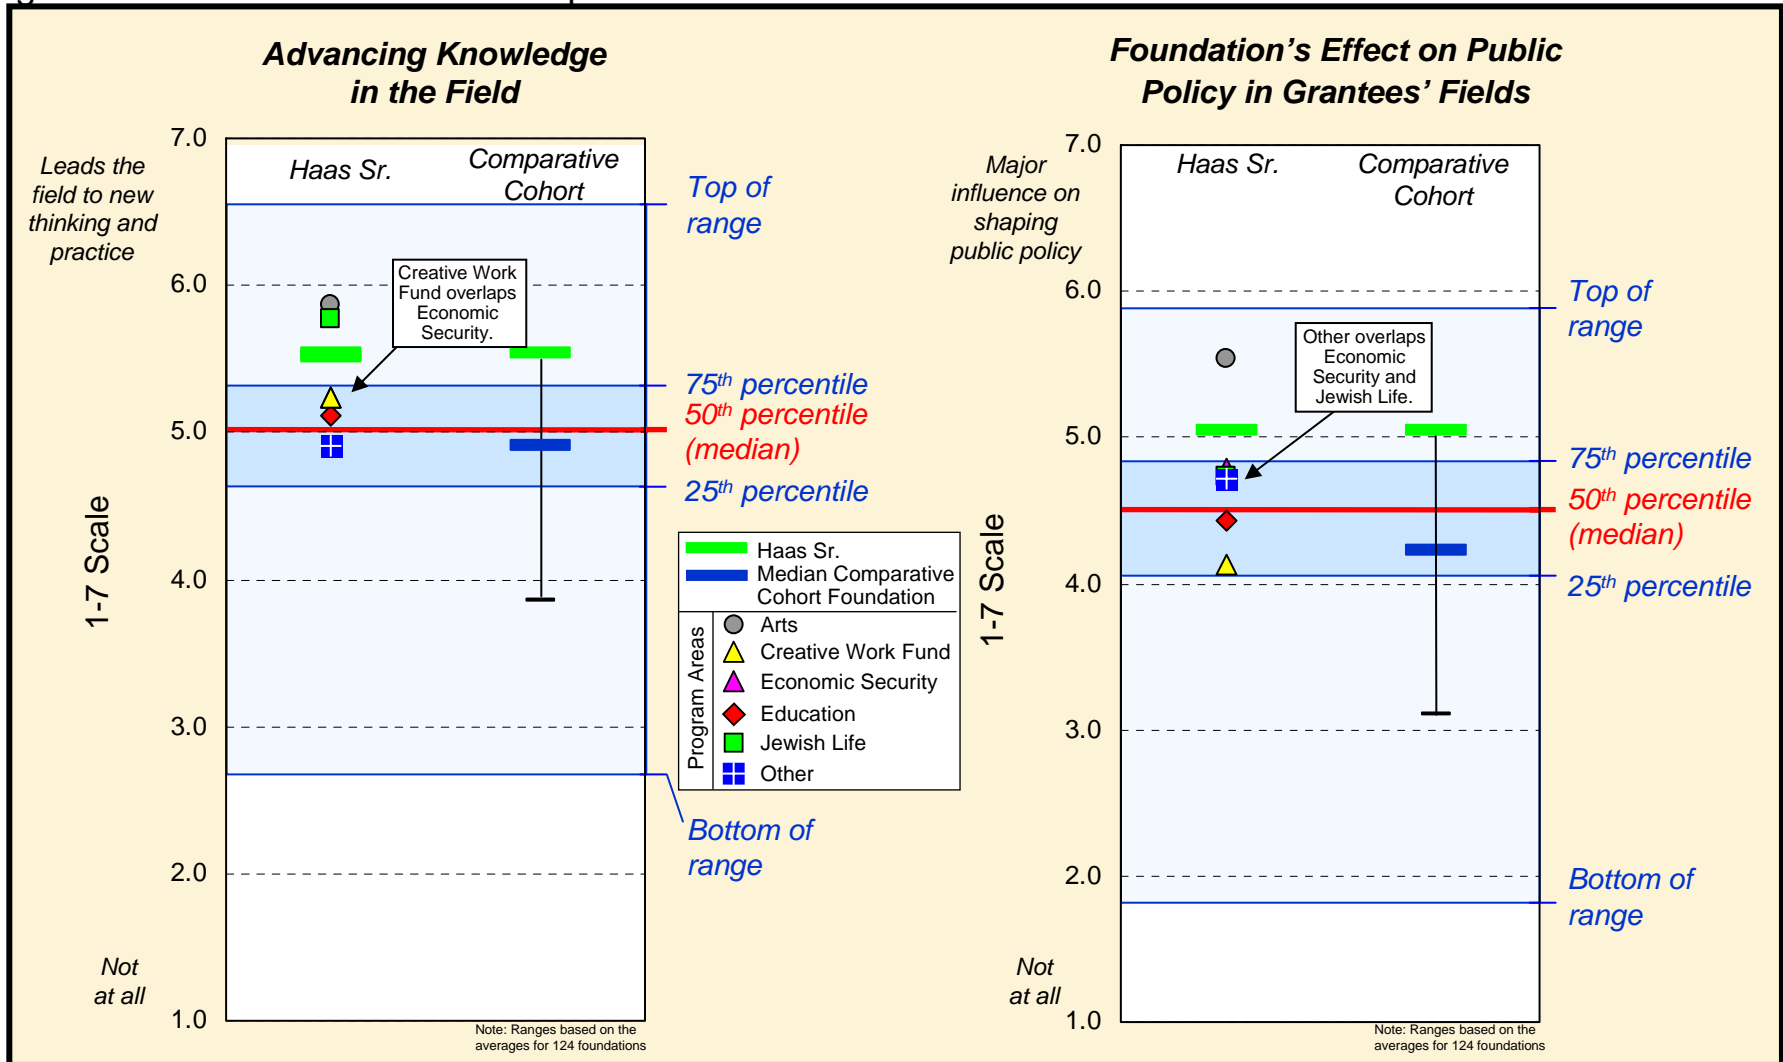 Advancing Knowledge
in the Field
Leads the
field to new
thinking and
practice
7.0
6.0
5.0
4.0
3.0
2.0
1.0
1-7 Scale
Not
at all
Haas Sr.
Comparative
Cohort
Creative Work
Fund overlaps
Economic
Security.
Top of
range
75th percentile
50th percentile
(median)
25th percentile
Bottom of
range
Note: Ranges based on the
averages for 124 foundations
Haas Sr.
Median Comparative
Cohort Foundation
Program Areas
Arts
Creative Work Fund
Economic Security
Education
Jewish Life
Other
Foundation's Effect on Public
Policy in Grantees' Fields
Major
influence on
shaping
public policy
7.0
6.0
5.0
4.0
3.0
2.0
1.0
1-7 Scale
Not
at all
Haas Sr.
Comparative
Cohort
Other overlaps
Economic
Security and
Jewish Life.
Top of
range
75th percentile
50th percentile
(median)
25th percentile
Bottom of
range
Note: Ranges based on the
averages for 124 foundations